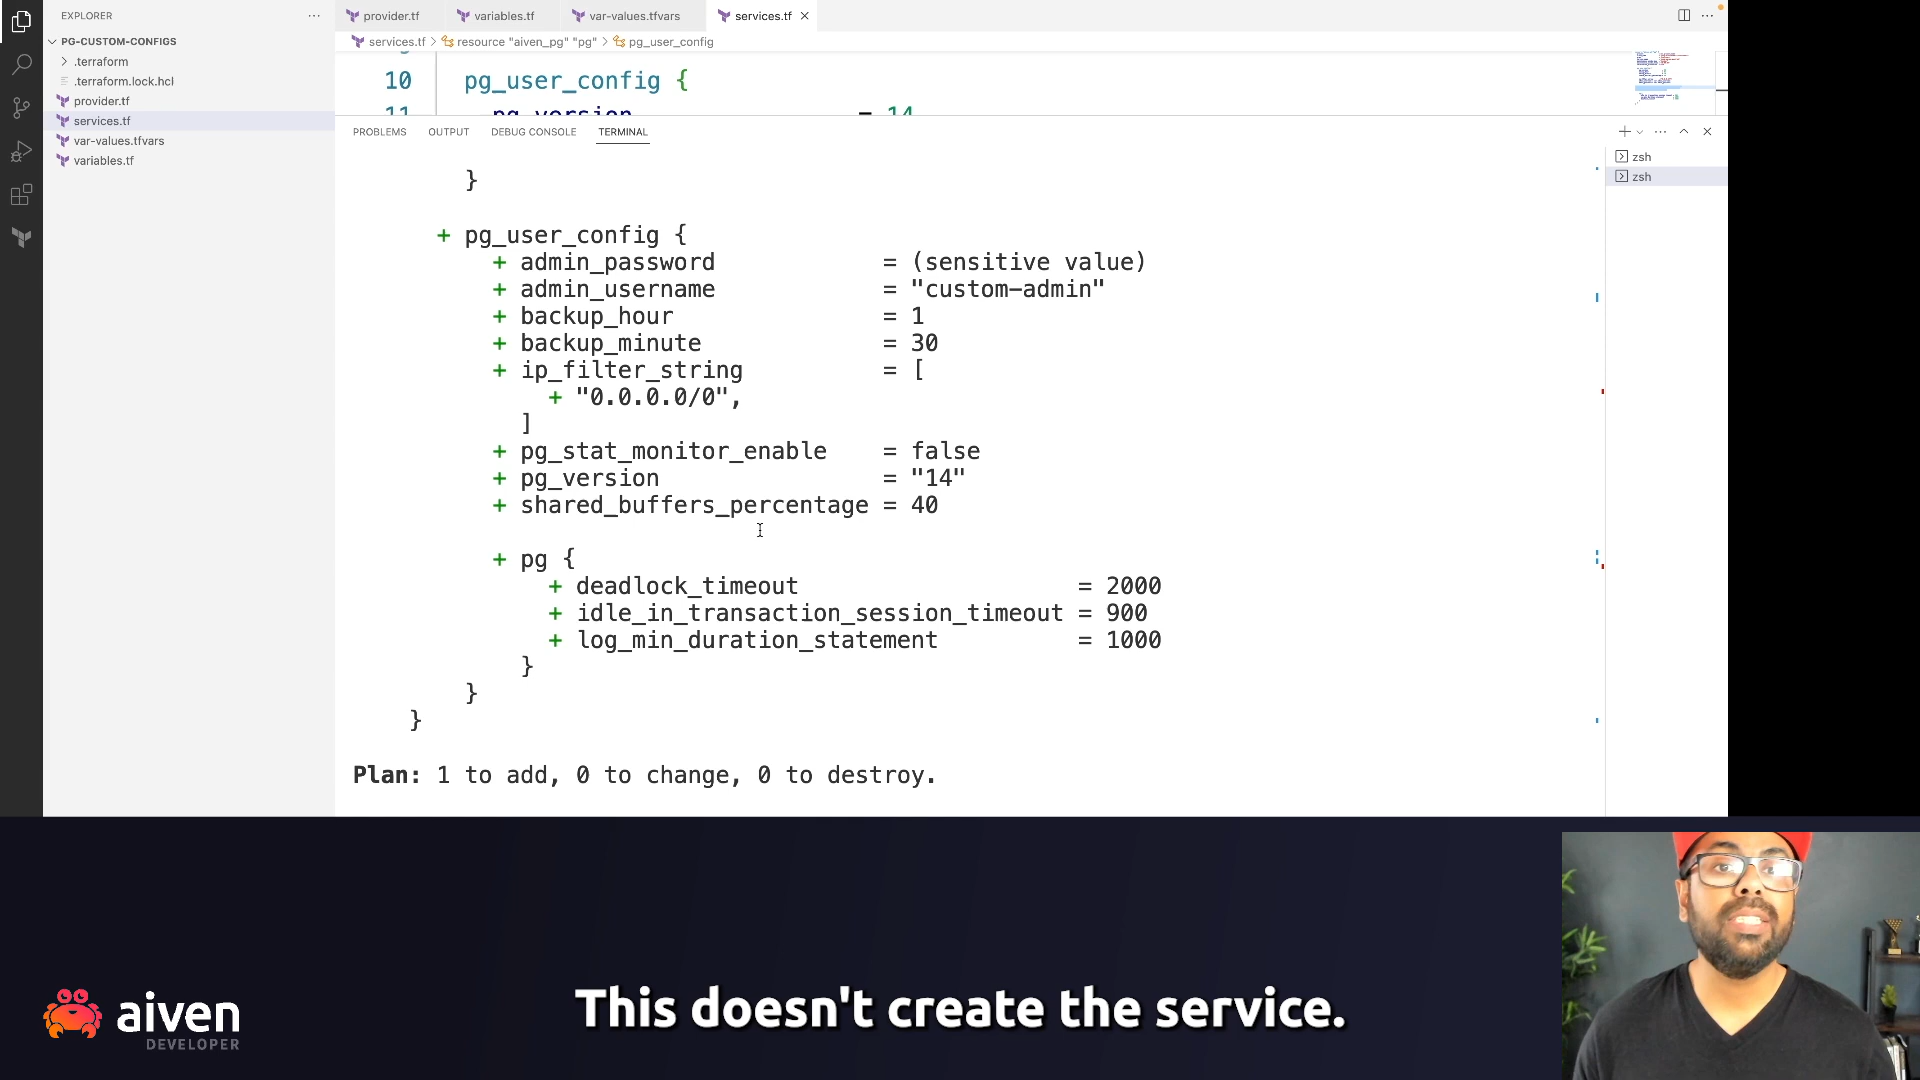 EXPLORER
PG-CUSTOM-CONFIGS
.terraform
.terraform.lock.hcl
provider.tf
services.tf
var-values.tfvars
variables.tf
provider.tf
variables.tf
var-values.tfvars
services.tf
services.tf > resource "aiven_pg" "pg" > pg_user_config
10 pg_user_config {
11 pg_version = 14
PROBLEMS OUTPUT DEBUG CONSOLE TERMINAL
zsh
zsh
}
+ pg_user_config {
+ admin_password = (sensitive value)
+ admin_username = "custom-admin"
+ backup_hour = 1
+ backup_minute = 30
+ ip_filter_string = [
+ "0.0.0.0/0",
]
+ pg_stat_monitor_enable = false
+ pg_version = "14"
+ shared_buffers_percentage = 40
+ pg {
+ deadlock_timeout = 2000
+ idle_in_transaction_session_timeout = 900
+ log_min_duration_statement = 1000
}
}
}
Plan: 1 to add, 0 to change, 0 to destroy.
This doesn't create the service.
aiven
DEVELOPER